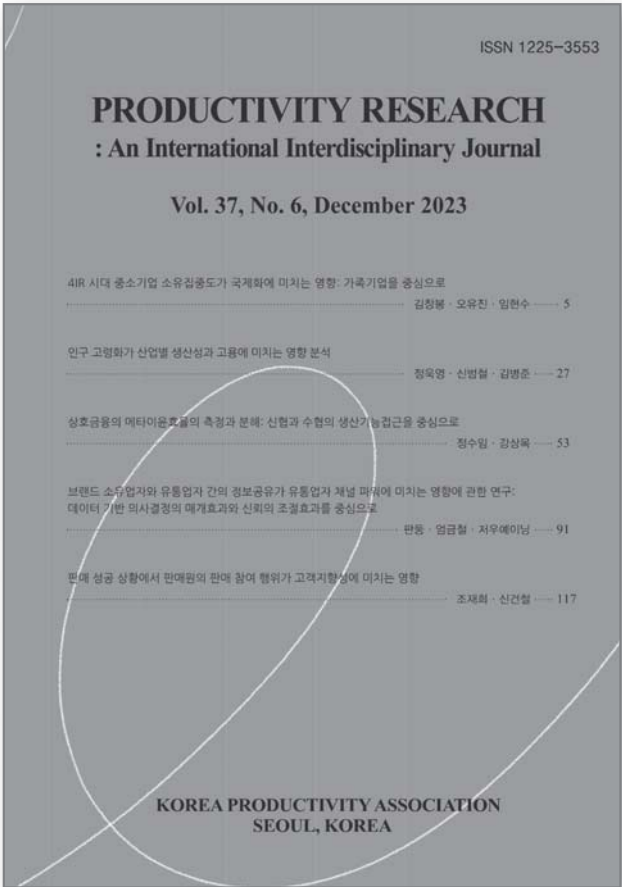 ISSN 1225-3553
PRODUCTIVITY RESEARCH
: An International Interdisciplinary Journal
Vol. 37, No. 6, December 2023
4IR 시대 중소기업 소유집중도가 국제화에 미치는 영향: 가족기업을 중심으로
김창봉 · 오유진 · 임현수 ······ 5
인구 고령화가 산업별 생산성과 고용에 미치는 영향 분석
정욱영 · 신범철 · 김병준 ····· 27
상호금융의 메타이윤효율의 측정과 분해: 신협과 수협의 생산기능접근을 중심으로
정수임 · 강상목 ····· 53
브랜드 소유업자와 유통업자 간의 정보공유가 유통업자 채널 파워에 미치는 영향에 관한 연구:
데이터 기반 의사결정의 매개효과와 신뢰의 조절효과를 중심으로
판둥 · 엄금철 · 저우예이닝 ····· 91
판매 성공 상황에서 판매원의 판매 참여 행위가 고객지향성에 미치는 영향
조재희 · 신건철 ····· 117
KOREA PRODUCTIVITY ASSOCIATION
SEOUL, KOREA